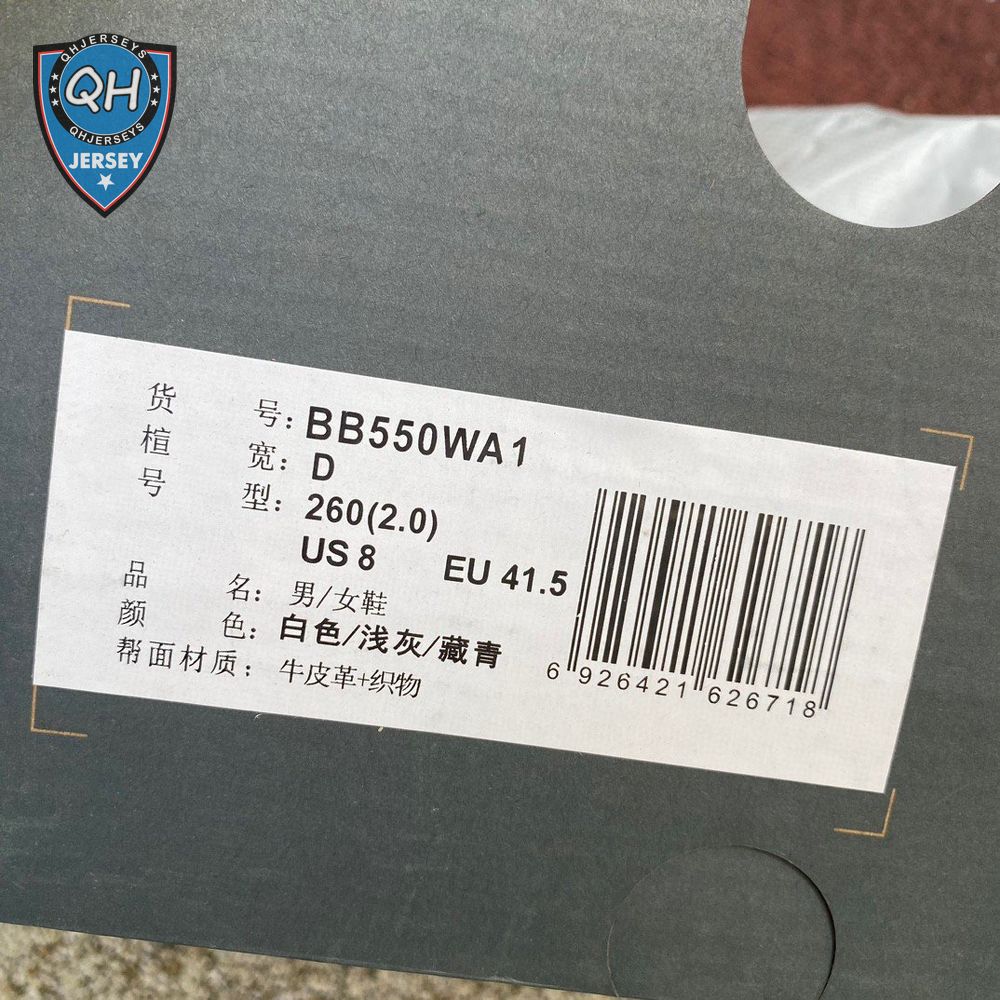 QHJERSEYS
QH
QHJERSEYS
JERSEY
货 号: BB550WA1
楦 宽: D
号 型: 260(2.0)
US 8 EU 41.5
品 名: 男/女鞋
颜 色: 白色/浅灰/藏青
帮面材质: 牛皮革+织物
6 926421 626718